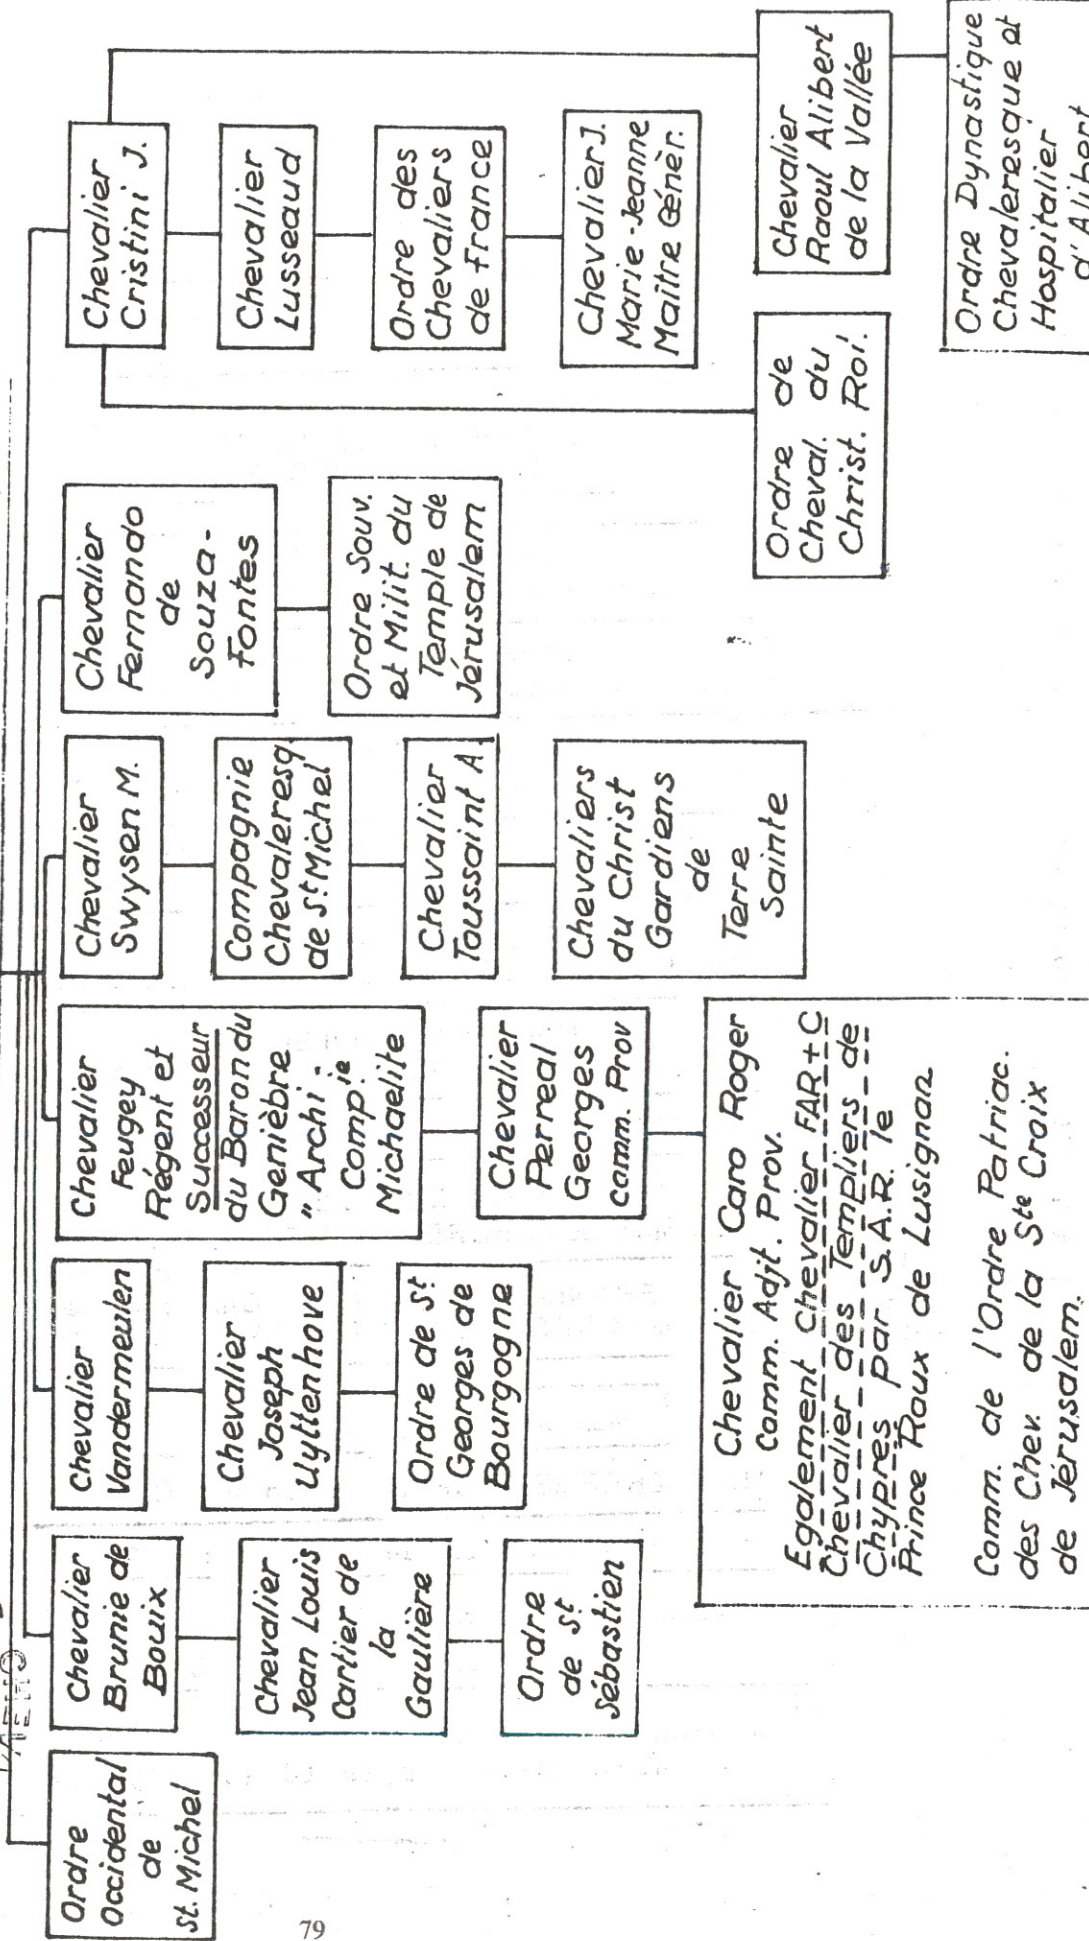 Ordre
Occidental
de
St. Michel
Chevalier
Brunie de
Boux
Chevalier
Jean Louis
Cartier de
la
Gaulière
Ordre
de St
Sébastien
Chevalier
Vandermeulen
Chevalier
Joseph
Uyttenhove
Ordre de St
Georges de
Bourgogne
Chevalier
Feugey
Régent et
Successeur
du Baron du
Genièbre
" Archi.
Comp.ie
Michaelite
Chevalier
Perreal
Georges
Comm. Prov
Chevalier Caro Roger
Comm. Adjt. Prov.
Egalement Chevalier FAR+C
Chevalier des Templiers de
Chypres par S.A.R. le
Prince Roux de Lusignan
Comm. de l'Ordre Patriac.
des Chev. de la Ste Croix
de Jérusalem.
Chevalier
Swysen M.
Compagnie
Chevaleresq
de St Michel
Chevalier
Toussaint A.
Chevaliers
du Christ
Gardiens
de
Terre
Sainte
Chevalier
Fernando
de
Souza-
Fontes
Ordre Souv.
et Milit. du
Temple de
Jérusalem
Chevalier
Cristini J.
Chevalier
Lusseaud
Ordre des
Chevaliers
de France
Chevalier J.
Marie-Jeanne
Maître Génér.
Ordre de
Cheval. du
Christ. Roi.
Chevalier
Raoul Alibert
de la Vallée
Ordre Dynastique
Chevaleresque et
Hospitalier
d'Alibert
79